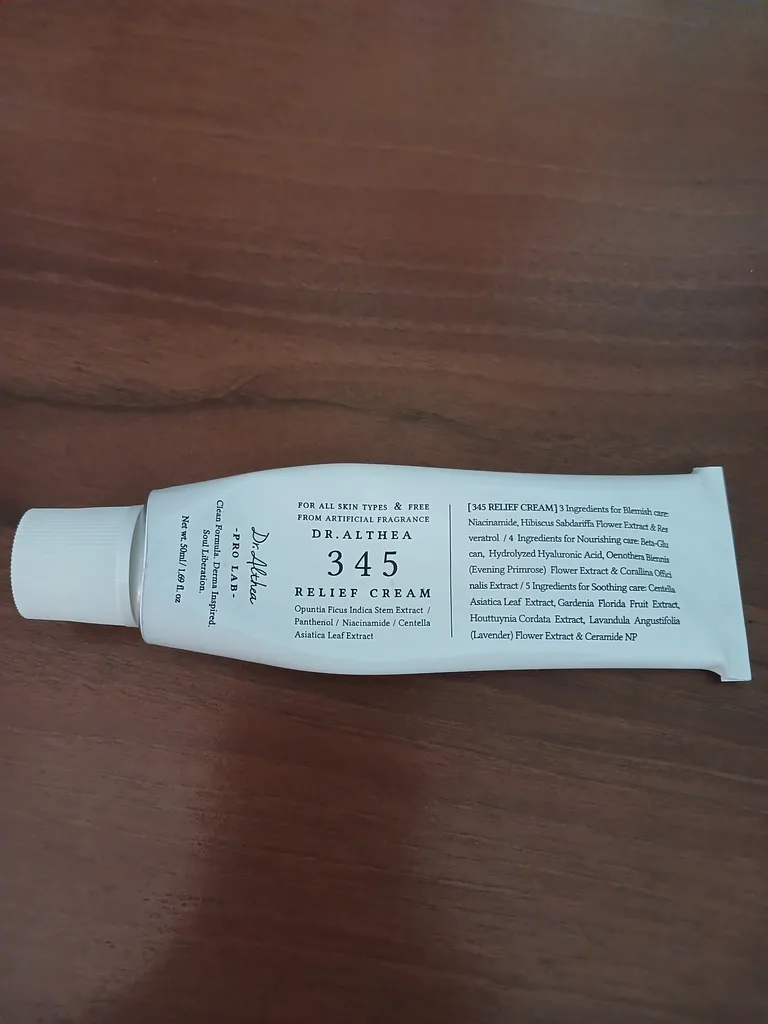 Dr.Althea
-PRO LAB-
Clean Formula. Derma Inspired.
Soul Liberation.
Net wt. 50ml/ 1.69 fl. oz
FOR ALL SKIN TYPES & FREE
FROM ARTIFICIAL FRAGRANCE
DR.ALTHEA
345
RELIEF CREAM
Opuntia Ficus Indica Stem Extract /
Panthenol / Niacinamide / Centella
Asiatica Leaf Extract
[345 RELIEF CREAM] 3 Ingredients for Blemish care:
Niacinamide, Hibiscus Sabdariffa Flower Extract & Res
veratrol / 4 Ingredients for Nourishing care: Beta-Glu
can, Hydrolyzed Hyaluronic Acid, Oenothera Biennis
(Evening Primrose) Flower Extract & Corallina Offici
nalis Extract / 5 Ingredients for Soothing care: Centella
Asiatica Leaf Extract, Gardenia Florida Fruit Extract,
Houttuynia Cordata Extract, Lavandula Angustifolia
(Lavender) Flower Extract & Ceramide NP